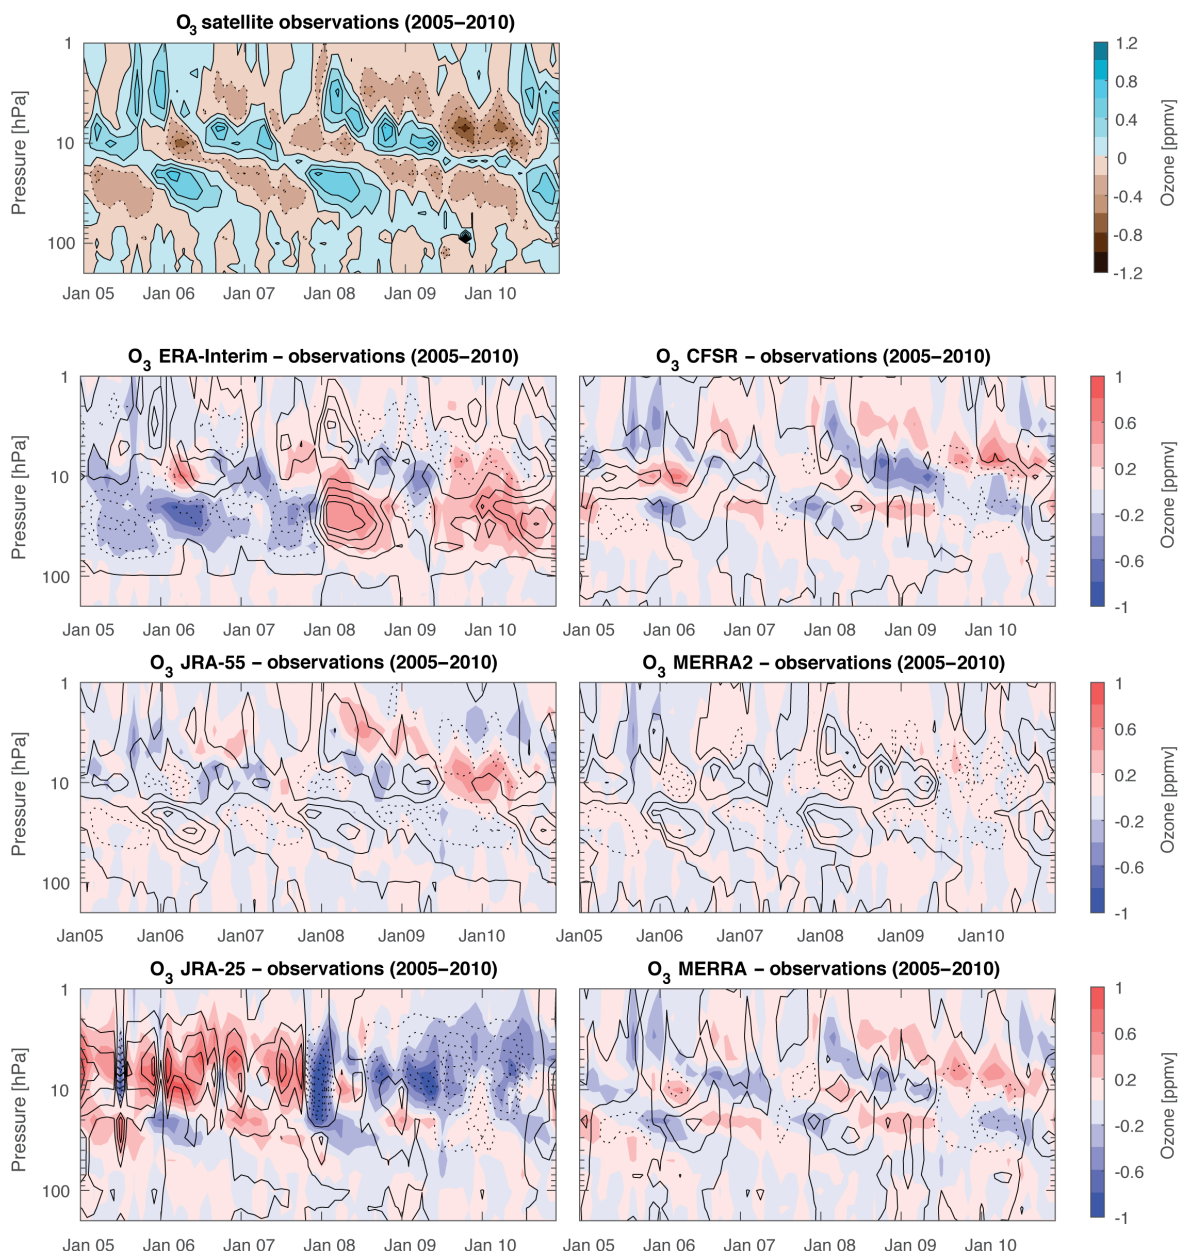 O3 satellite observations (2005–2010)
Pressure [hPa]
1
10
100
Jan 05 Jan 06 Jan 07 Jan 08 Jan 09 Jan 10
1.2
0.8
0.4
0
-0.4
-0.8
-1.2
Ozone [ppmv]
O3 ERA-Interim – observations (2005–2010)
Pressure [hPa]
1
10
100
Jan 05 Jan 06 Jan 07 Jan 08 Jan 09 Jan 10
O3 CFSR – observations (2005–2010)
Jan 05 Jan 06 Jan 07 Jan 08 Jan 09 Jan 10
1
0.6
0.2
-0.2
-0.6
-1
Ozone [ppmv]
O3 JRA-55 – observations (2005–2010)
Pressure [hPa]
1
10
100
Jan05 Jan06 Jan07 Jan08 Jan09 Jan10
O3 MERRA2 – observations (2005–2010)
Jan05 Jan06 Jan07 Jan08 Jan09 Jan10
1
0.6
0.2
-0.2
-0.6
-1
Ozone [ppmv]
O3 JRA-25 – observations (2005–2010)
Pressure [hPa]
1
10
100
Jan 05 Jan 06 Jan 07 Jan 08 Jan 09 Jan 10
O3 MERRA – observations (2005–2010)
Jan 05 Jan 06 Jan 07 Jan 08 Jan 09 Jan 10
1
0.6
0.2
-0.2
-0.6
-1
Ozone [ppmv]